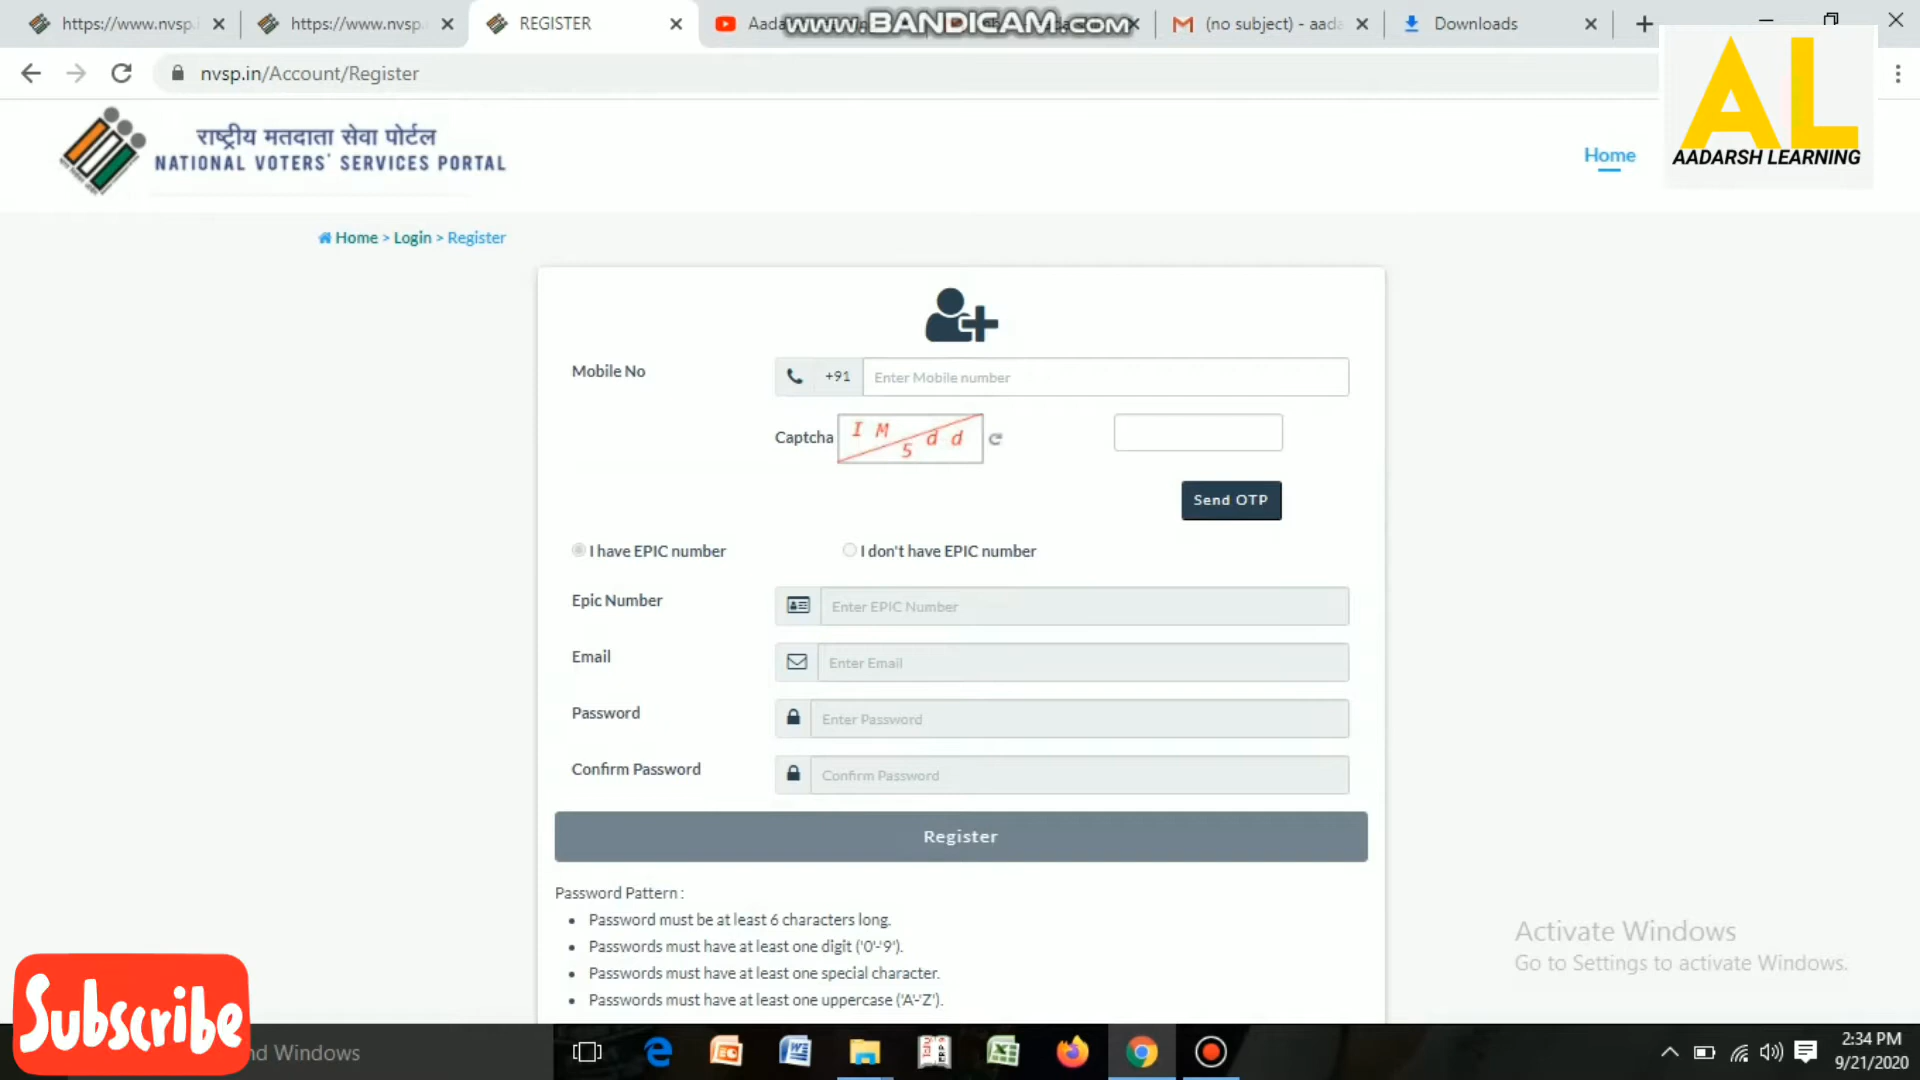 https://www.nvsp.i
https://www.nvsp.
REGISTER
Aada
www.BANDICAM.com
(no subject) - aada
Downloads
nvsp.in/Account/Register
AL
AADARSH LEARNING
राष्ट्रीय मतदाता सेवा पोर्टल
NATIONAL VOTERS' SERVICES PORTAL
Home
Home > Login > Register
Mobile No
+91
Enter Mobile number
Captcha
I M 5 d d
Send OTP
I have EPIC number
I don't have EPIC number
Epic Number
Enter EPIC Number
Email
Enter Email
Password
Enter Password
Confirm Password
Confirm Password
Register
Password Pattern :
• Password must be at least 6 characters long.
• Passwords must have at least one digit ('0'-'9').
• Passwords must have at least one special character.
• Passwords must have at least one uppercase ('A'-'Z').
Activate Windows
Go to Settings to activate Windows.
Subscribe
nd Windows
2:34 PM
9/21/2020